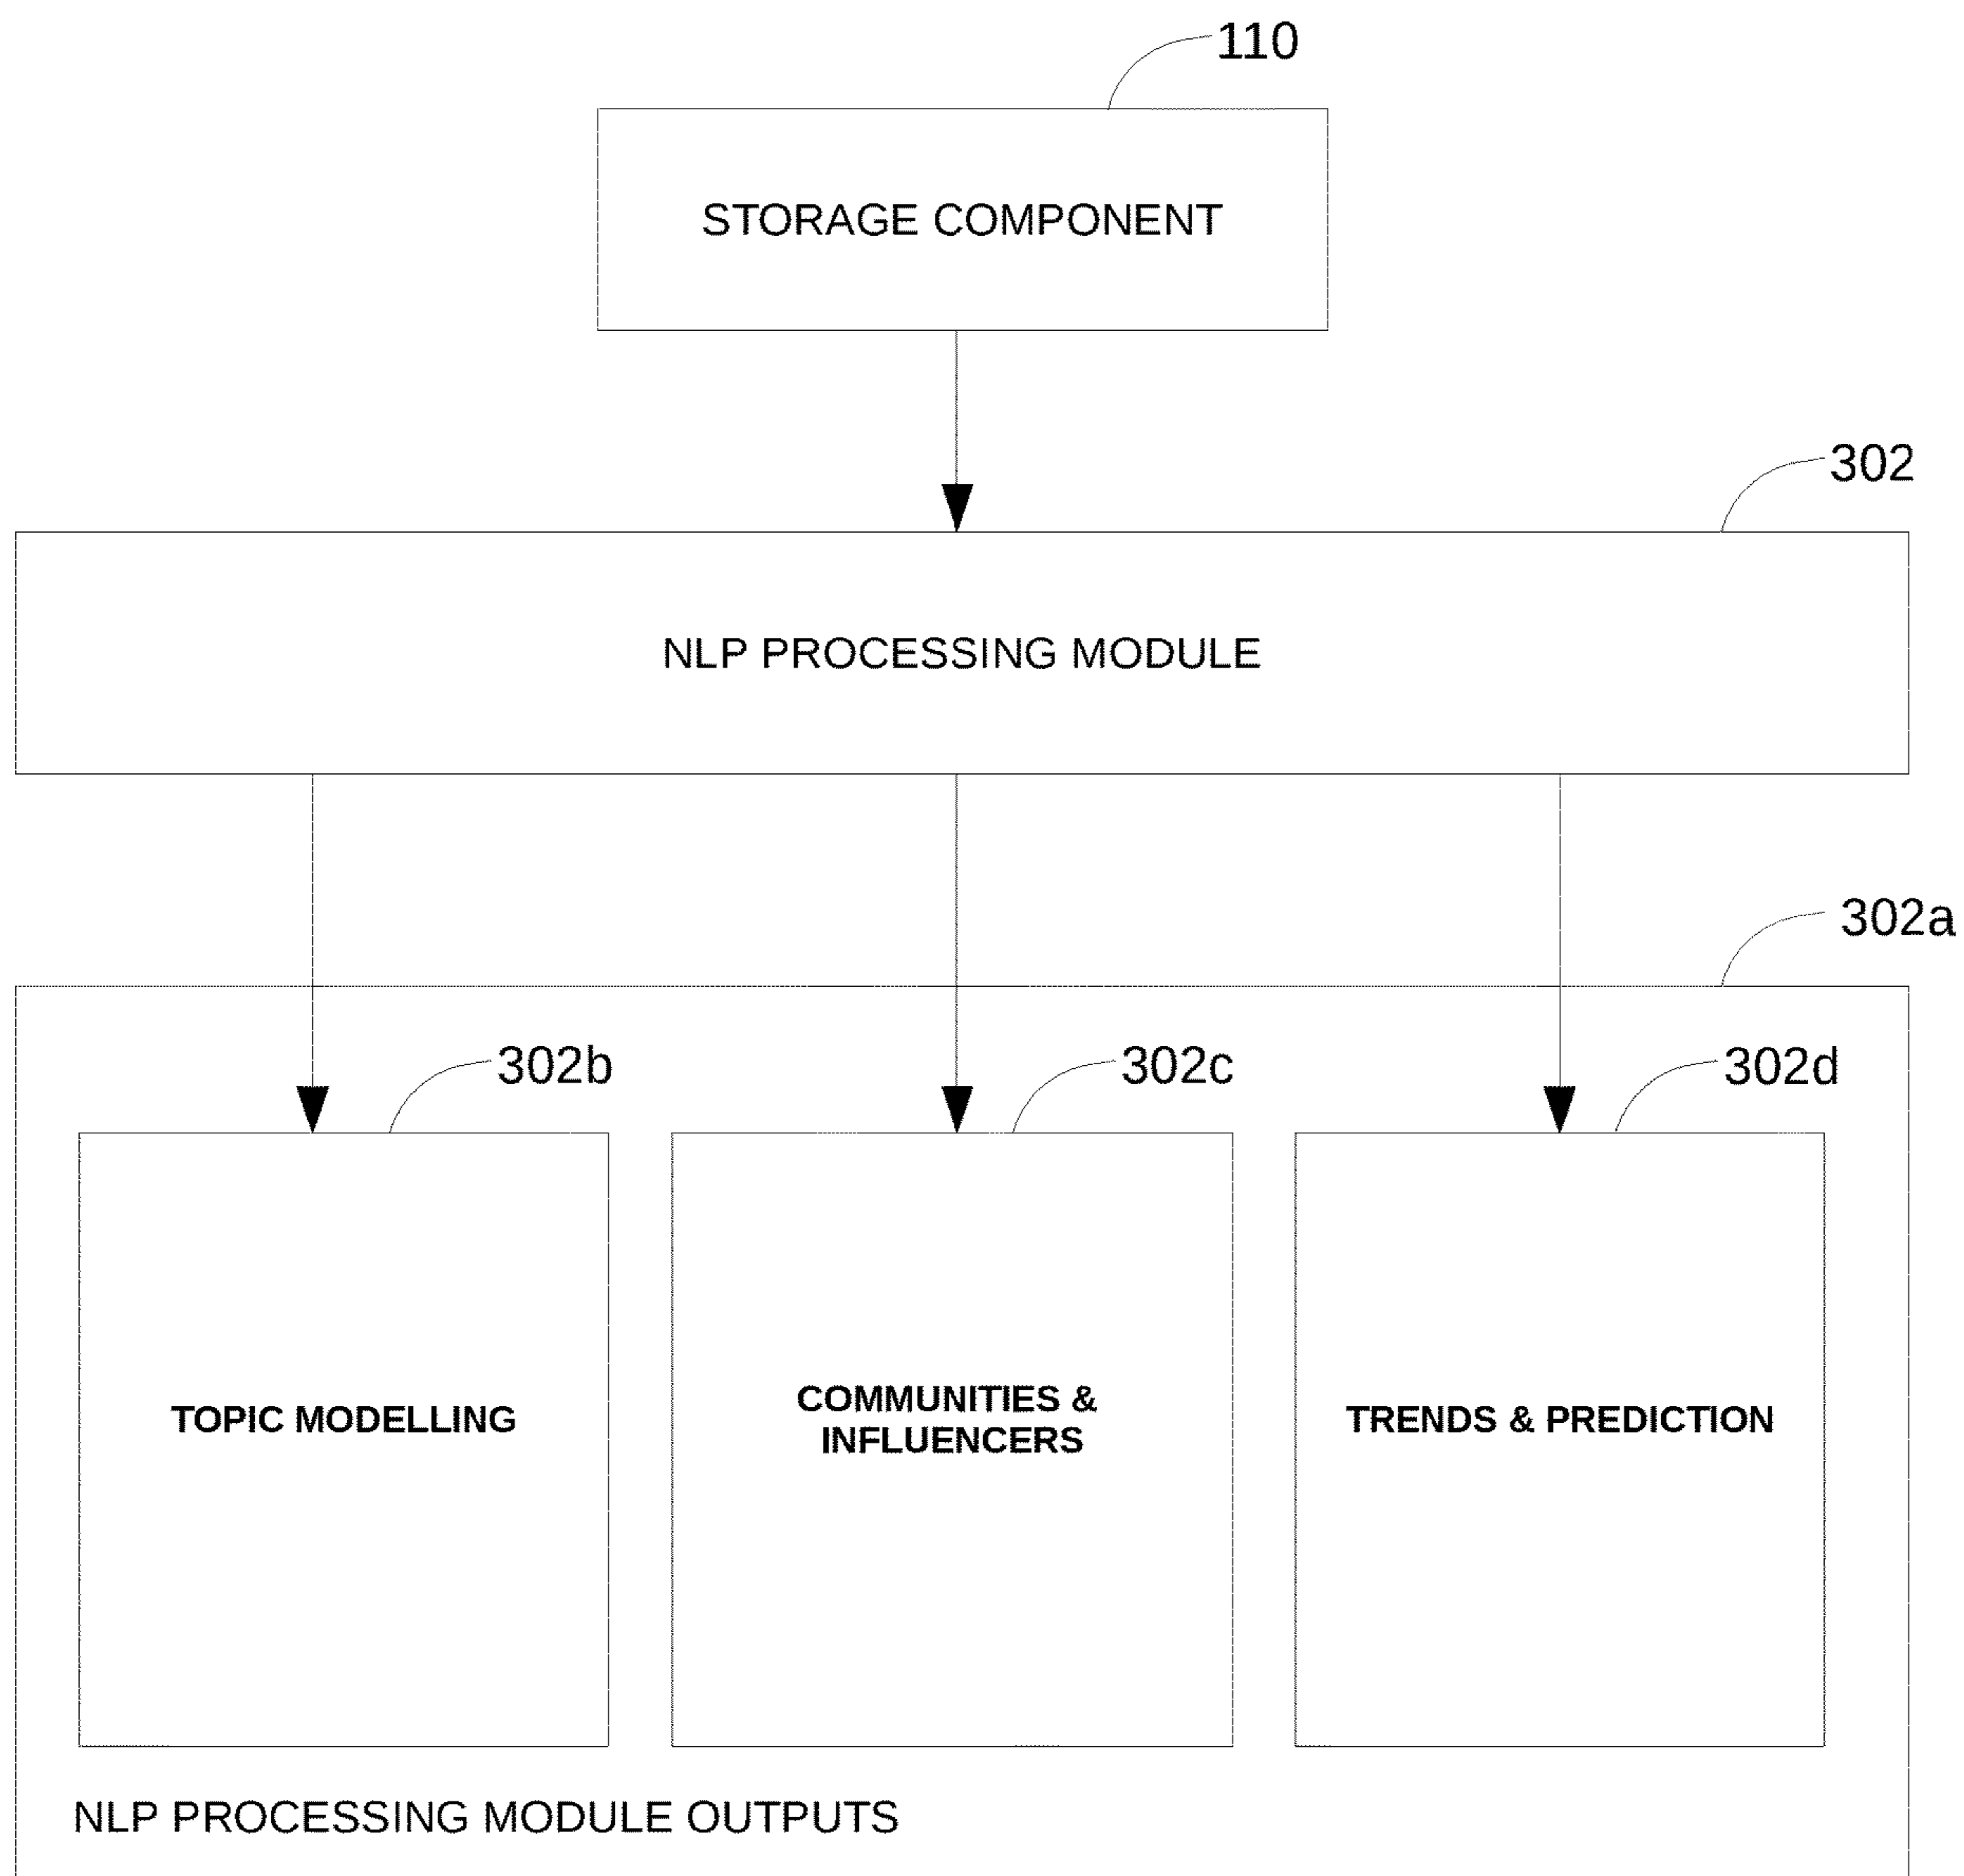 110
STORAGE COMPONENT
302
NLP PROCESSING MODULE
302a
302b
302c
302d
TOPIC MODELLING
COMMUNITIES &
INFLUENCERS
TRENDS & PREDICTION
NLP PROCESSING MODULE OUTPUTS